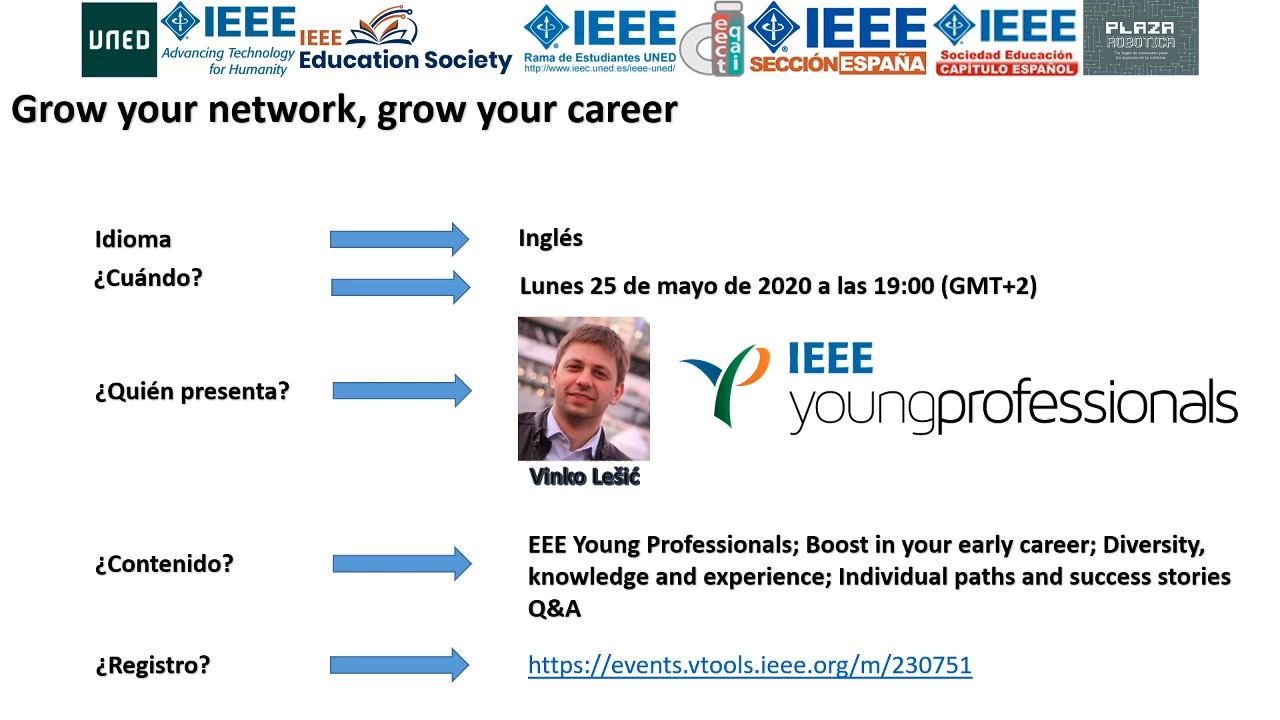 UNED
IEEE
Advancing Technology
for Humanity
IEEE
Education Society
IEEE
Rama de Estudiantes UNED
http://www.ieec.uned.es/ieee-uned/
eect
eqai
IEEE
SECCIÓN ESPAÑA
IEEE
Sociedad Educación
CAPÍTULO ESPAÑOL
PLAZA
ROBOTICA
Grow your network, grow your career
Idioma
Inglés
¿Cuándo?
Lunes 25 de mayo de 2020 a las 19:00 (GMT+2)
¿Quién presenta?
IEEE
youngprofessionals
Vinko Lešić
¿Contenido?
EEE Young Professionals; Boost in your early career; Diversity,
knowledge and experience; Individual paths and success stories
Q&A
¿Registro?
https://events.vtools.ieee.org/m/230751